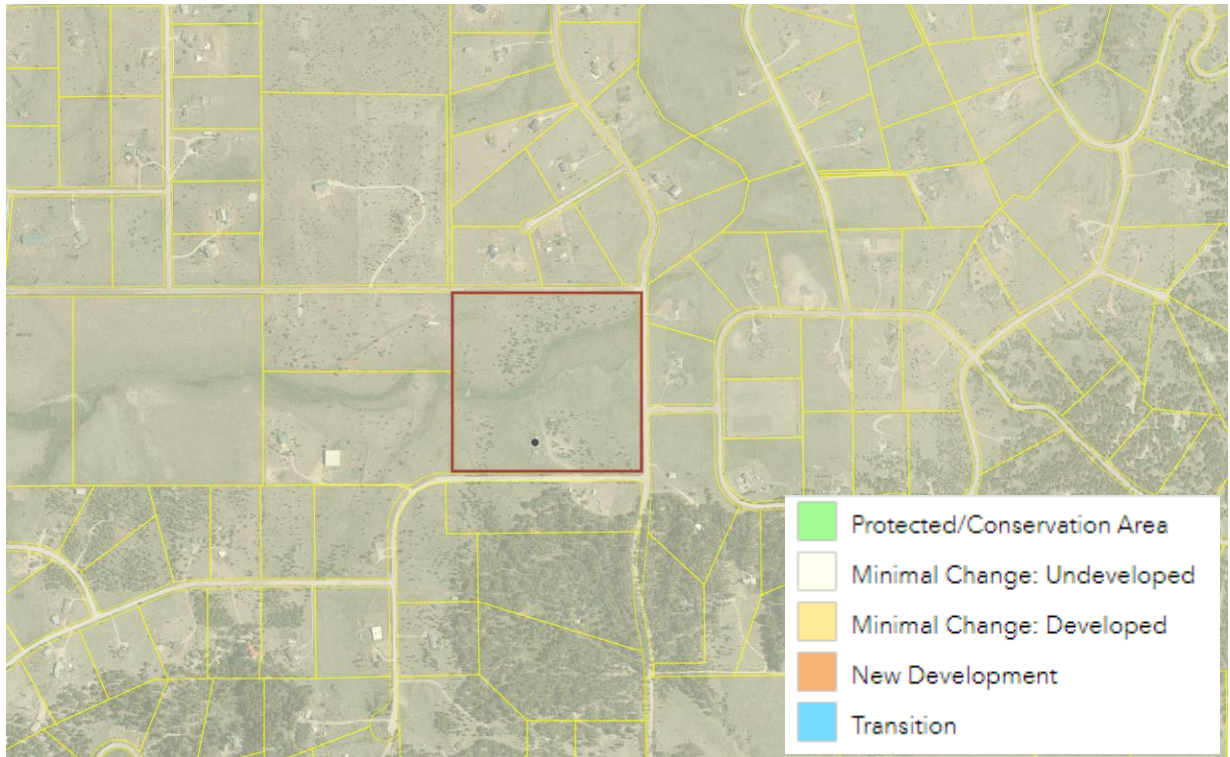 Protected/Conservation Area
Minimal Change: Undeveloped
Minimal Change: Developed
New Development
Transition